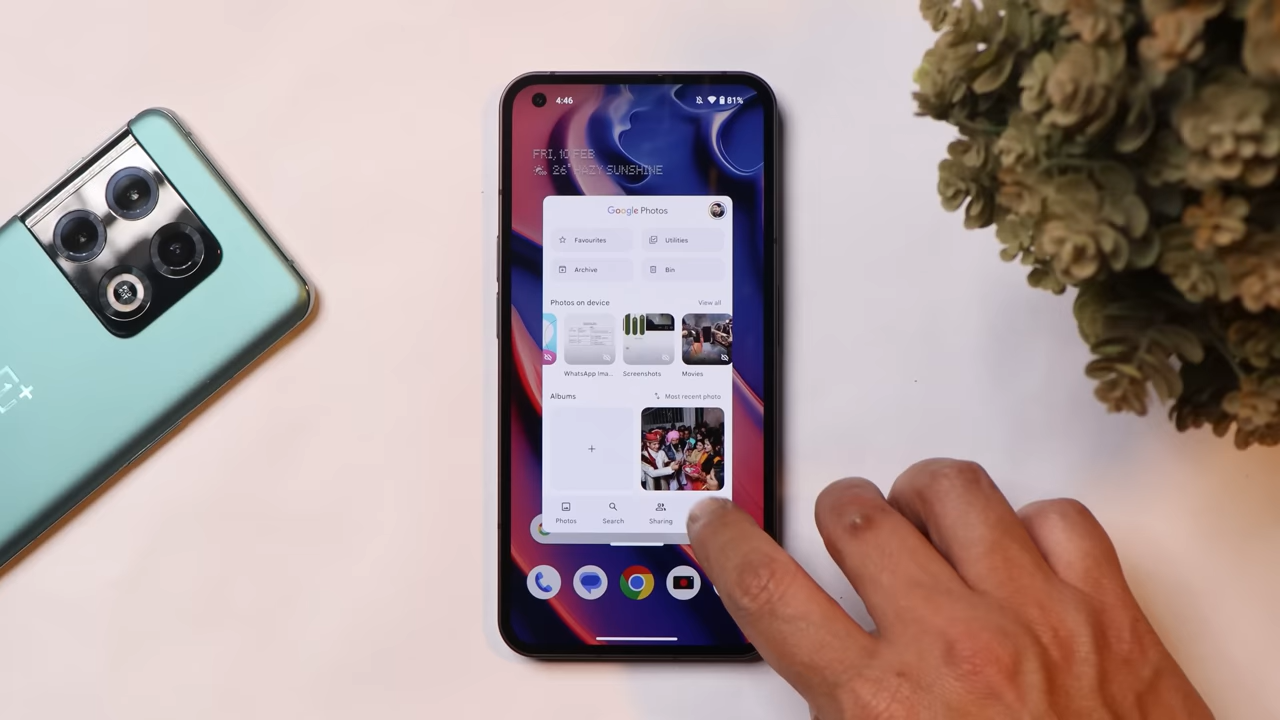 4:46
81%
FRI, 10 FEB
26° HAZY SUNSHINE
Google Photos
Favourites
Utilities
Archive
Bin
Photos on device
View all
WhatsApp Ima...
Screenshots
Movies
Albums
Most recent photo
+
Photos
Search
Sharing
1+